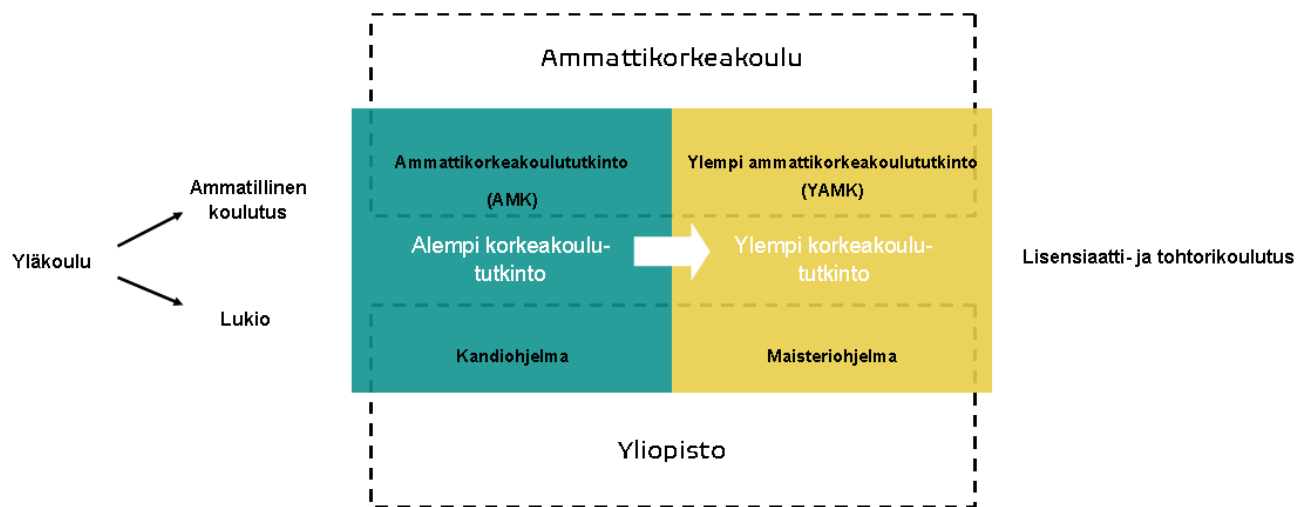 Ammattikorkeakoulu
Ammattikorkeakoulututkinto
(AMK)
Ylempi ammattikorkeakoulututkinto
(YAMK)
Ammatillinen
koulutus
Yläkoulu
Lukio
Alempi korkeakoulu-
tutkinto
Ylempi korkeakoulu-
tutkinto
Lisensiaatti- ja tohtorikoulutus
Kandiohjelma
Maisteriohjelma
Yliopisto